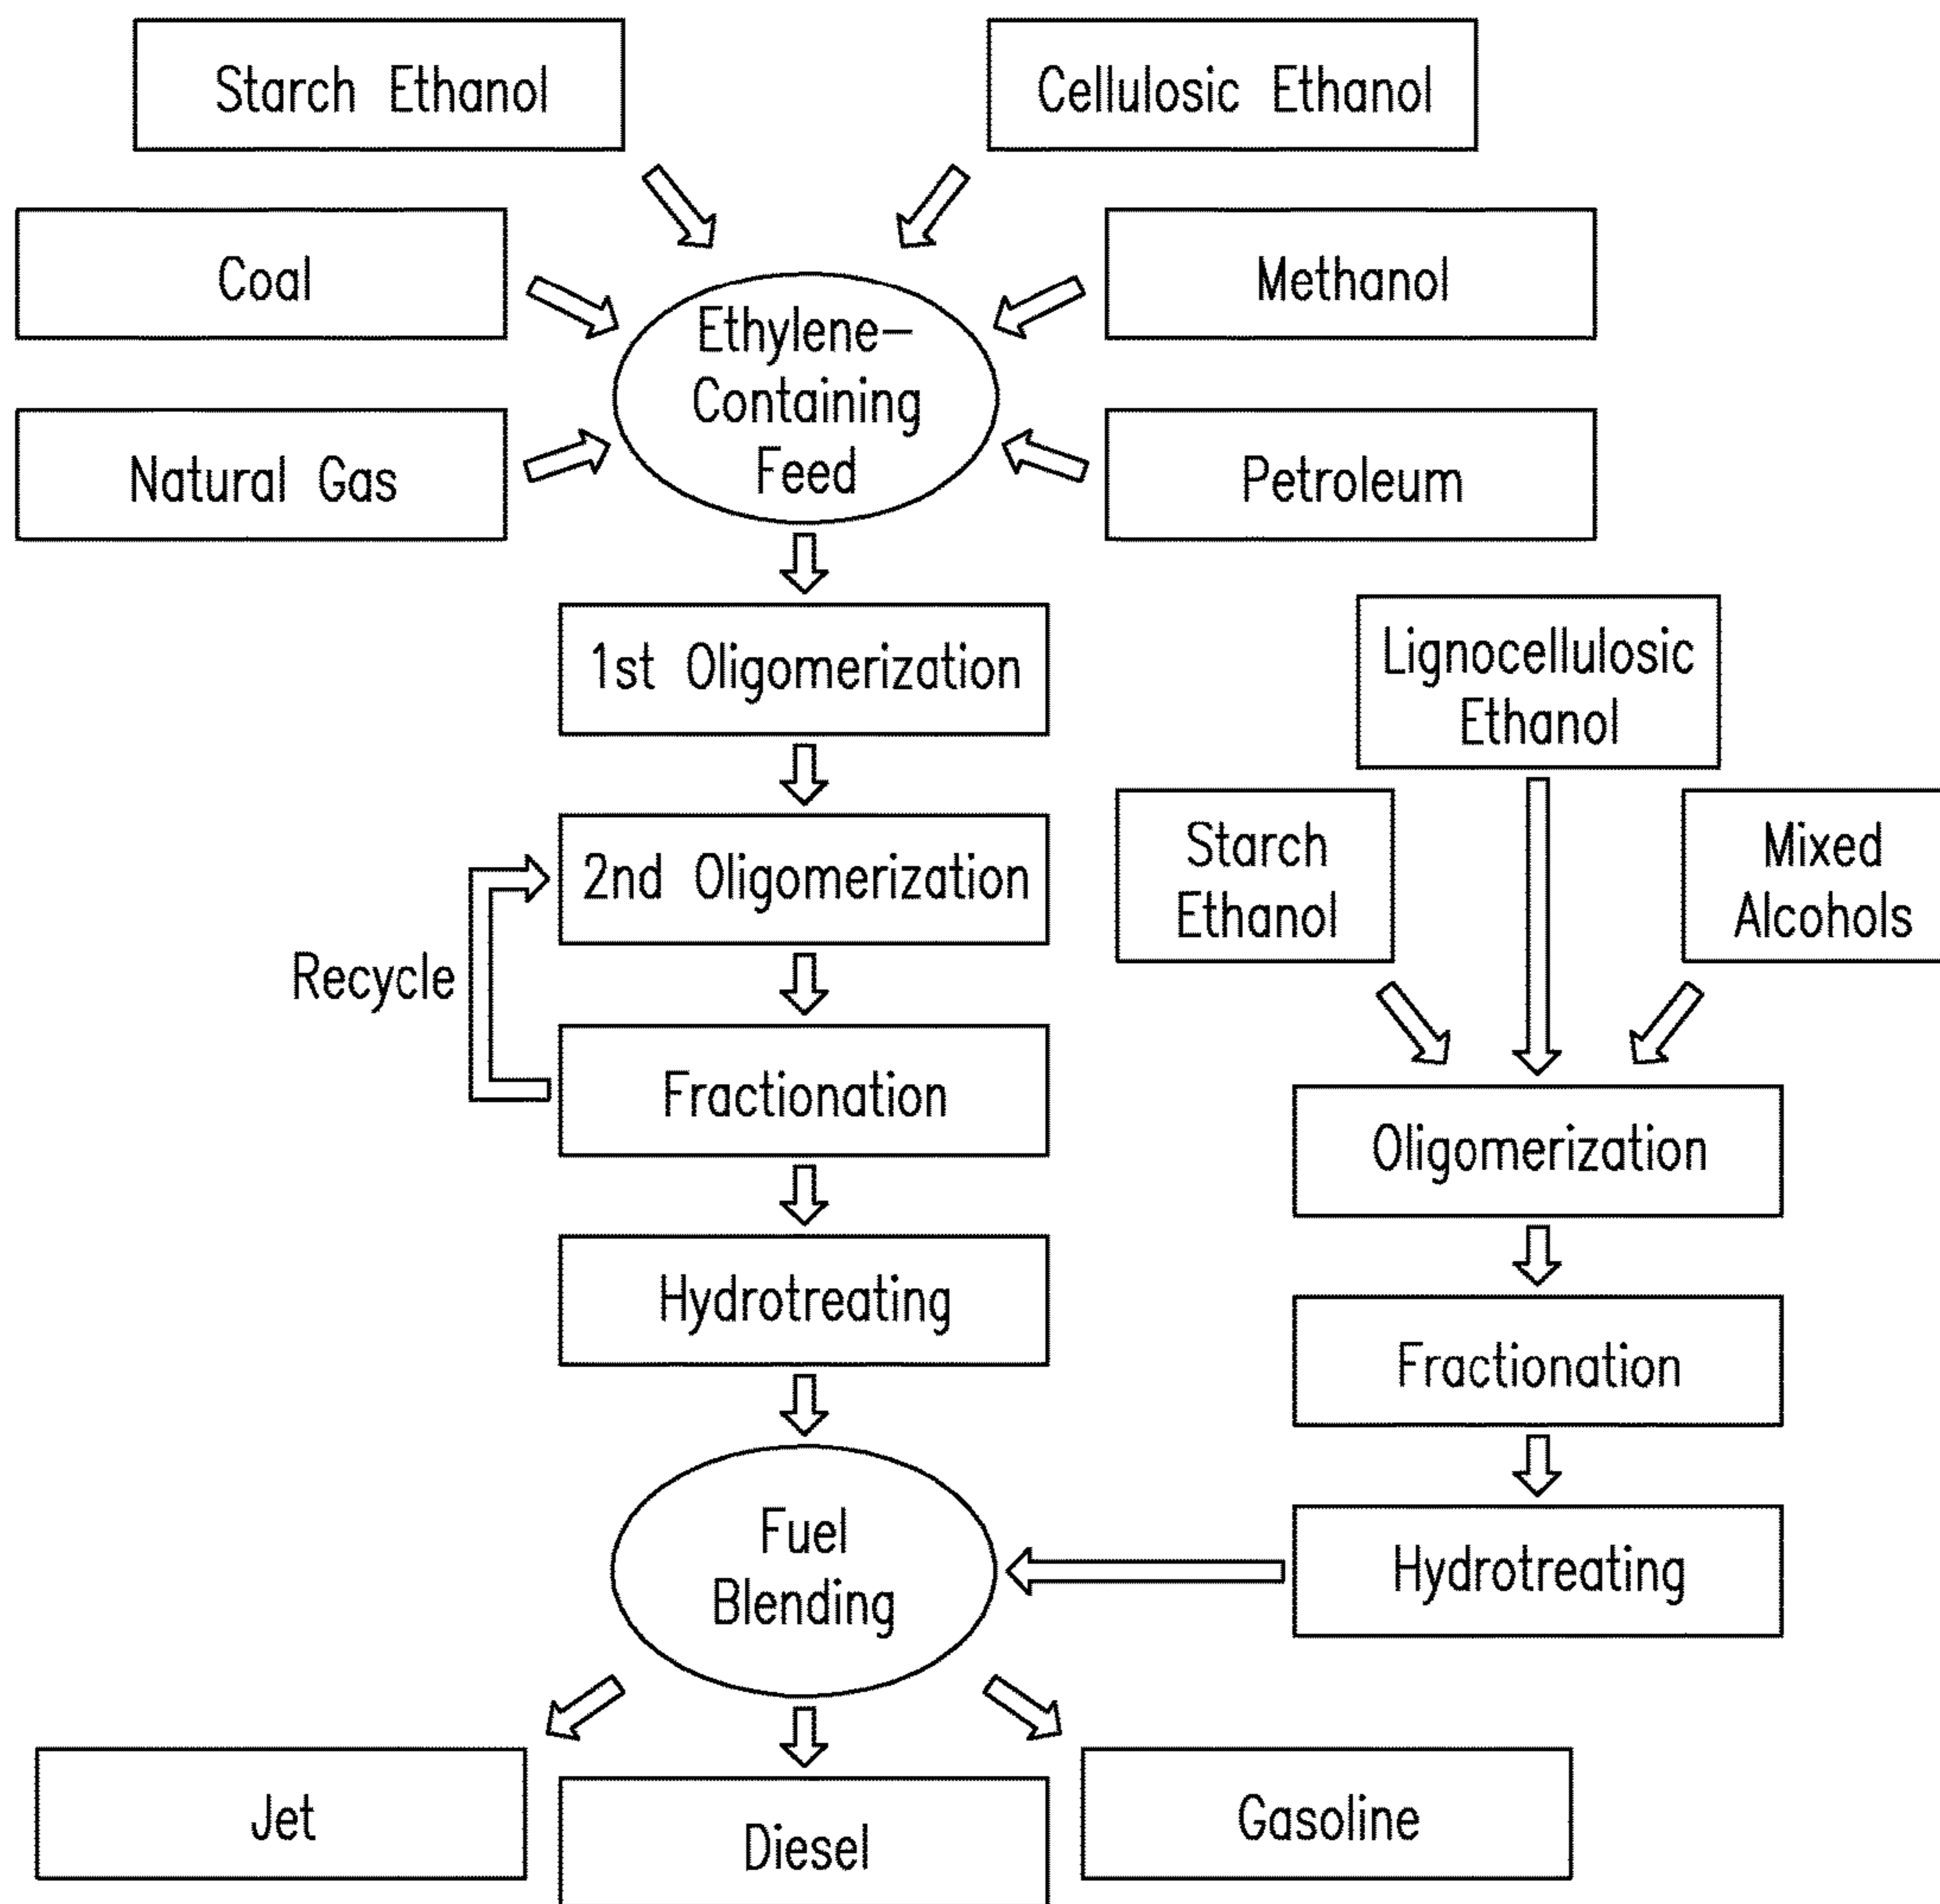 Starch Ethanol
Cellulosic Ethanol
Coal
Methanol
Ethylene-
Containing
Feed
Natural Gas
Petroleum
1st Oligomerization
Lignocellulosic
Ethanol
2nd Oligomerization
Starch
Ethanol
Mixed
Alcohols
Recycle
Fractionation
Oligomerization
Hydrotreating
Fractionation
Fuel
Blending
Hydrotreating
Jet
Diesel
Gasoline